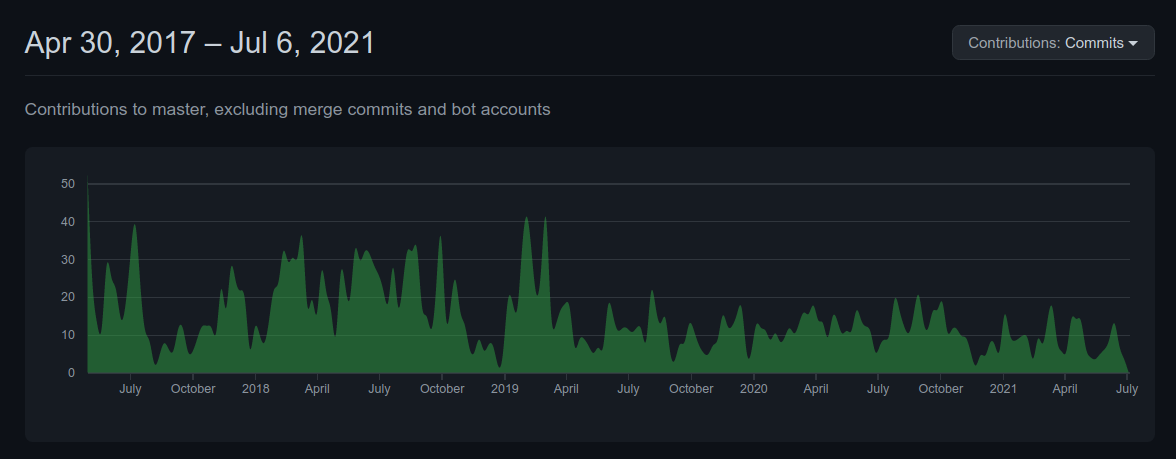 Apr 30, 2017 – Jul 6, 2021
Contributions: Commits
Contributions to master, excluding merge commits and bot accounts
50
40
30
20
10
0
July October 2018 April July October 2019 April July October 2020 April July October 2021 April July